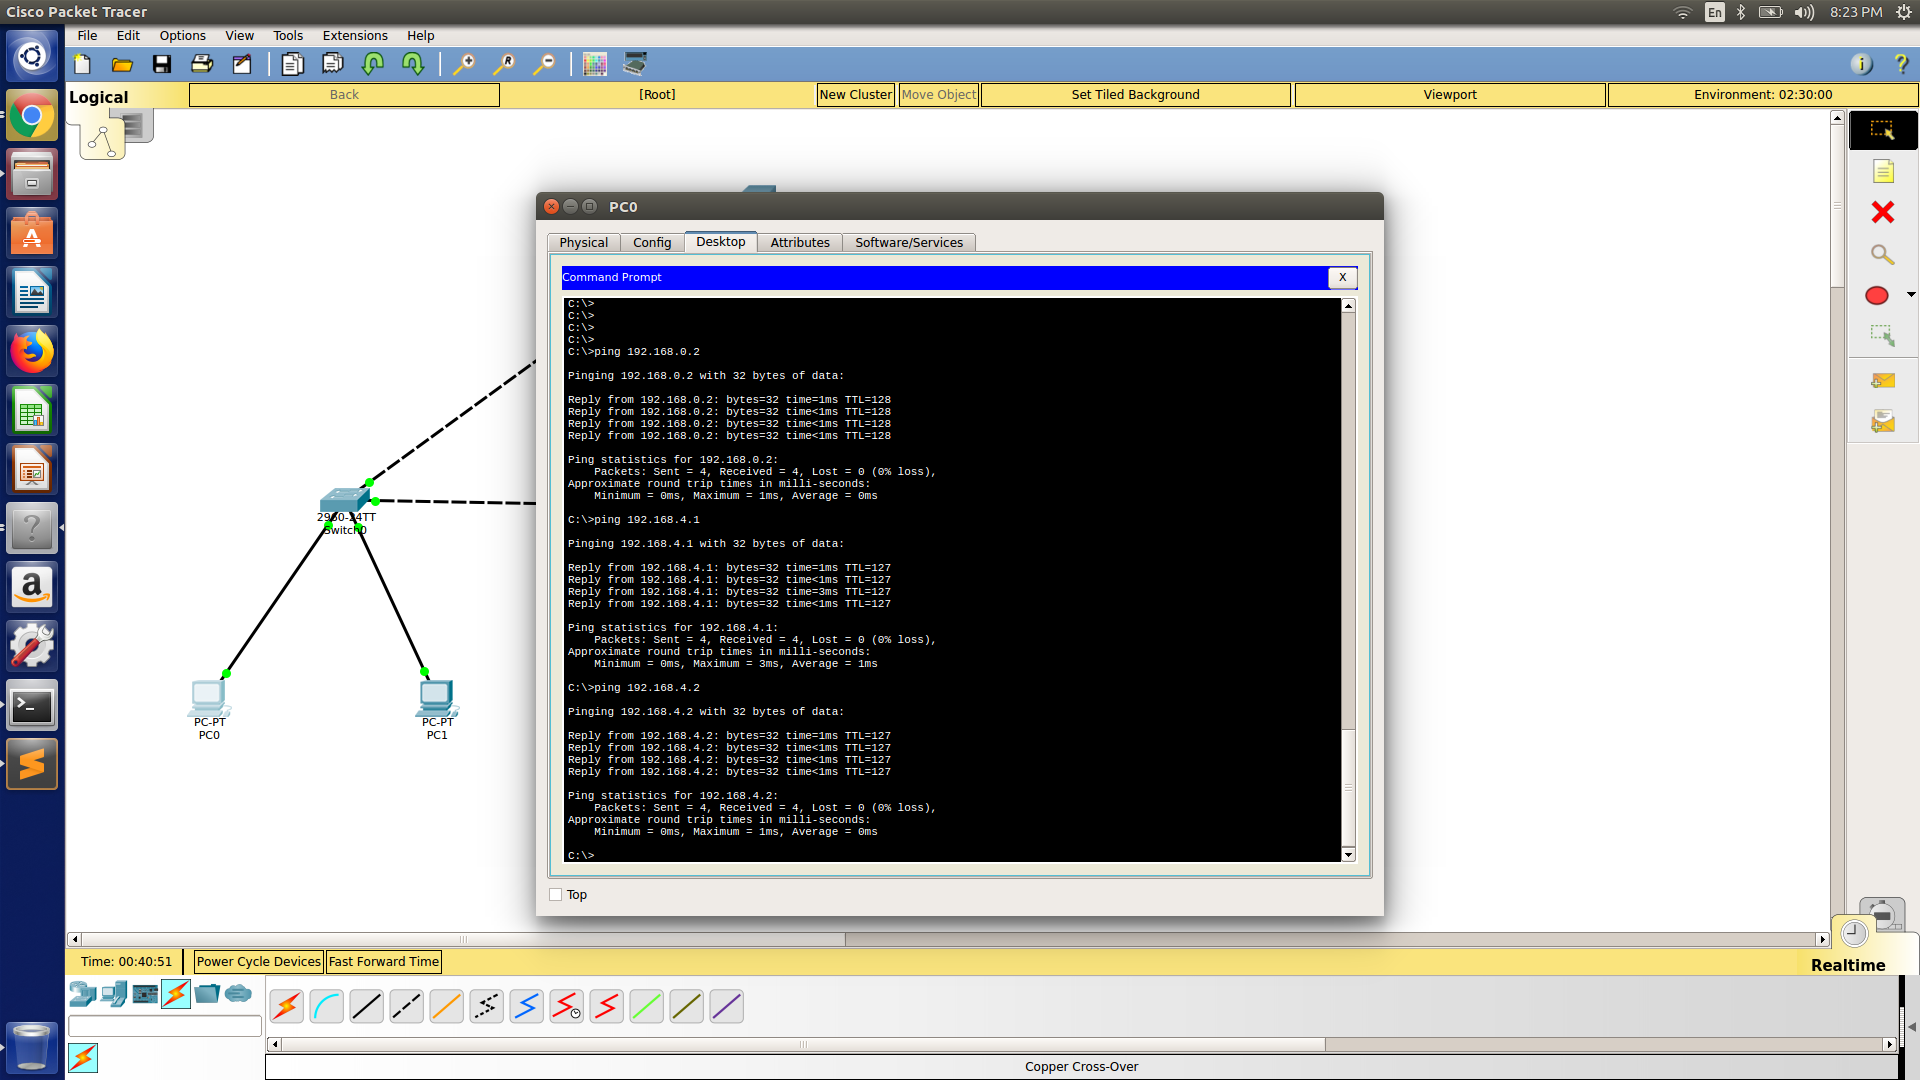 Cisco Packet Tracer
En
8:23 PM
File Edit Options View Tools Extensions Help
Logical
Back
[Root]
New Cluster
Move Object
Set Tiled Background
Viewport
Environment: 02:30:00
PC0
Physical
Config
Desktop
Attributes
Software/Services
Command Prompt
X
C:\>
C:\>
C:\>
C:\>
C:\>ping 192.168.0.2
Pinging 192.168.0.2 with 32 bytes of data:
Reply from 192.168.0.2: bytes=32 time=1ms TTL=128
Reply from 192.168.0.2: bytes=32 time<1ms TTL=128
Reply from 192.168.0.2: bytes=32 time<1ms TTL=128
Reply from 192.168.0.2: bytes=32 time<1ms TTL=128
Ping statistics for 192.168.0.2:
Packets: Sent = 4, Received = 4, Lost = 0 (0% loss),
Approximate round trip times in milli-seconds:
Minimum = 0ms, Maximum = 1ms, Average = 0ms
C:\>ping 192.168.4.1
Pinging 192.168.4.1 with 32 bytes of data:
Reply from 192.168.4.1: bytes=32 time=1ms TTL=127
Reply from 192.168.4.1: bytes=32 time<1ms TTL=127
Reply from 192.168.4.1: bytes=32 time=3ms TTL=127
Reply from 192.168.4.1: bytes=32 time<1ms TTL=127
Ping statistics for 192.168.4.1:
Packets: Sent = 4, Received = 4, Lost = 0 (0% loss),
Approximate round trip times in milli-seconds:
Minimum = 0ms, Maximum = 3ms, Average = 1ms
C:\>ping 192.168.4.2
Pinging 192.168.4.2 with 32 bytes of data:
Reply from 192.168.4.2: bytes=32 time=1ms TTL=127
Reply from 192.168.4.2: bytes=32 time<1ms TTL=127
Reply from 192.168.4.2: bytes=32 time<1ms TTL=127
Reply from 192.168.4.2: bytes=32 time<1ms TTL=127
Ping statistics for 192.168.4.2:
Packets: Sent = 4, Received = 4, Lost = 0 (0% loss),
Approximate round trip times in milli-seconds:
Minimum = 0ms, Maximum = 1ms, Average = 0ms
C:\>
Top
2960-24TT
Switch0
PC-PT
PC0
PC-PT
PC1
Time: 00:40:51
Power Cycle Devices
Fast Forward Time
Realtime
Copper Cross-Over